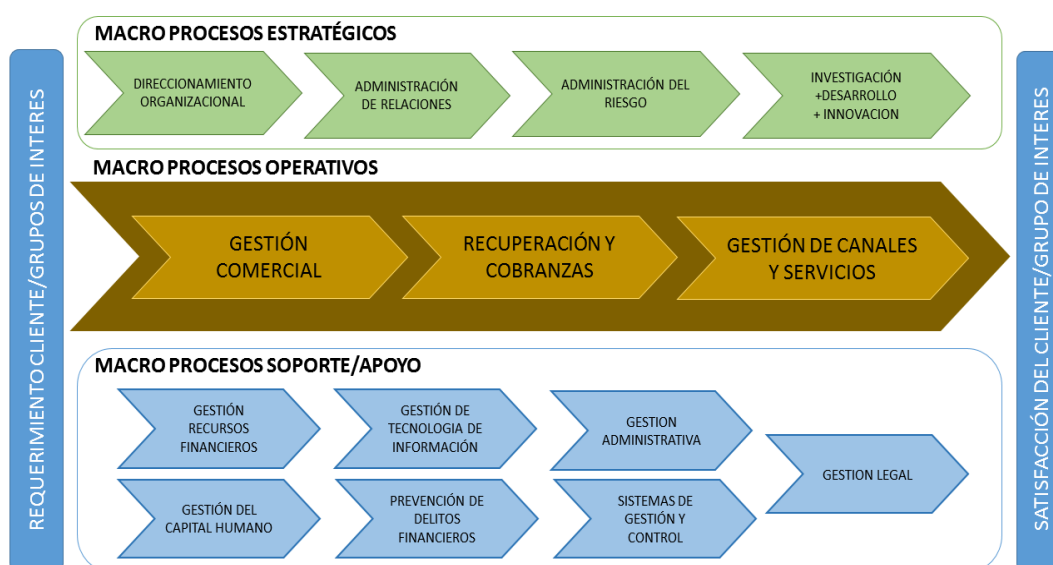 REQUERIMIENTO CLIENTE/GRUPOS DE INTERES
MACRO PROCESOS ESTRATÉGICOS
DIRECCIONAMIENTO
ORGANIZACIONAL
ADMINISTRACIÓN
DE RELACIONES
ADMINISTRACIÓN DEL
RIESGO
INVESTIGACIÓN
+DESARROLLO
+ INNOVACION
MACRO PROCESOS OPERATIVOS
GESTIÓN
COMERCIAL
RECUPERACIÓN Y
COBRANZAS
GESTIÓN DE CANALES
Y SERVICIOS
MACRO PROCESOS SOPORTE/APOYO
GESTIÓN
RECURSOS
FINANCIEROS
GESTIÓN DE
TECNOLOGIA DE
INFORMACIÓN
GESTION
ADMINISTRATIVA
GESTION LEGAL
GESTIÓN DEL
CAPITAL HUMANO
PREVENCIÓN DE
DELITOS
FINANCIEROS
SISTEMAS DE
GESTIÓN Y
CONTROL
SATISFACCIÓN DEL CLIENTE/GRUPO DE INTERES